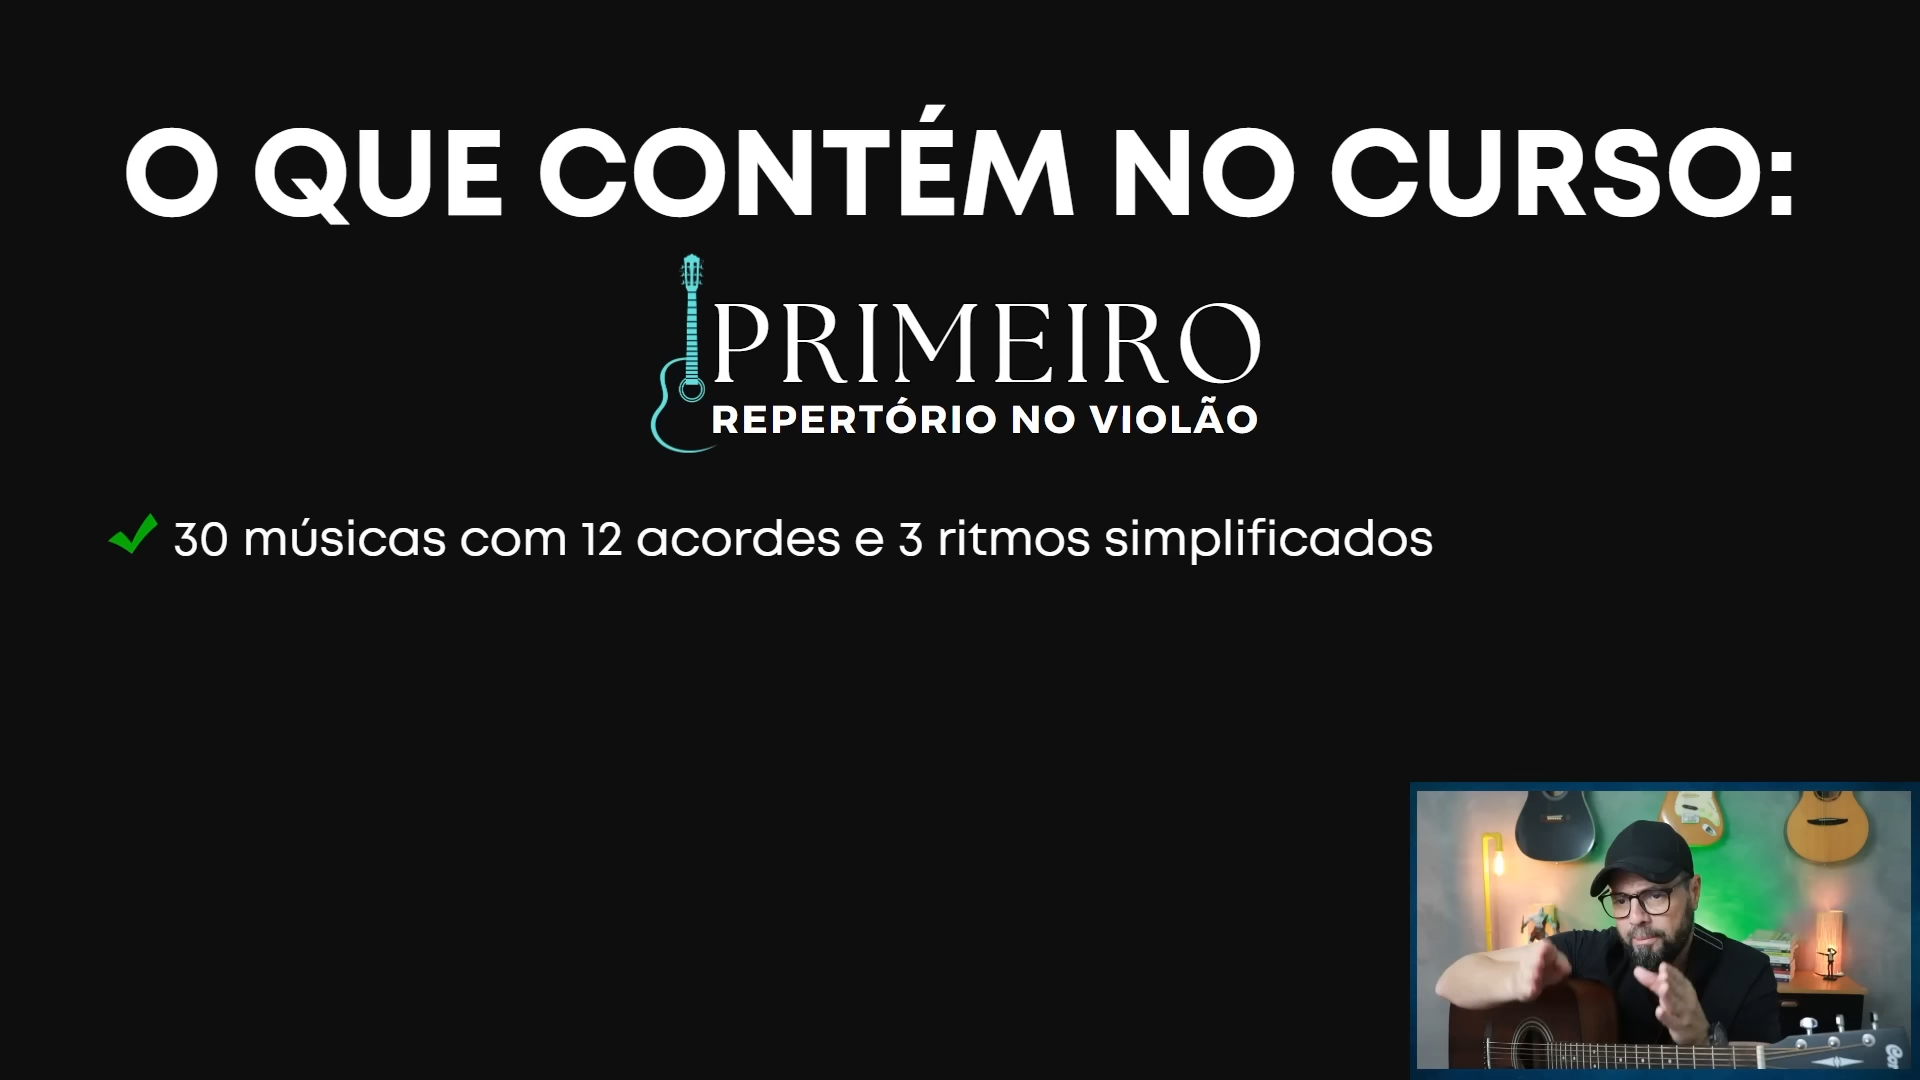 O QUE CONTÉM NO CURSO:
PRIMEIRO
REPERTÓRIO NO VIOLÃO
30 músicas com 12 acordes e 3 ritmos simplificados